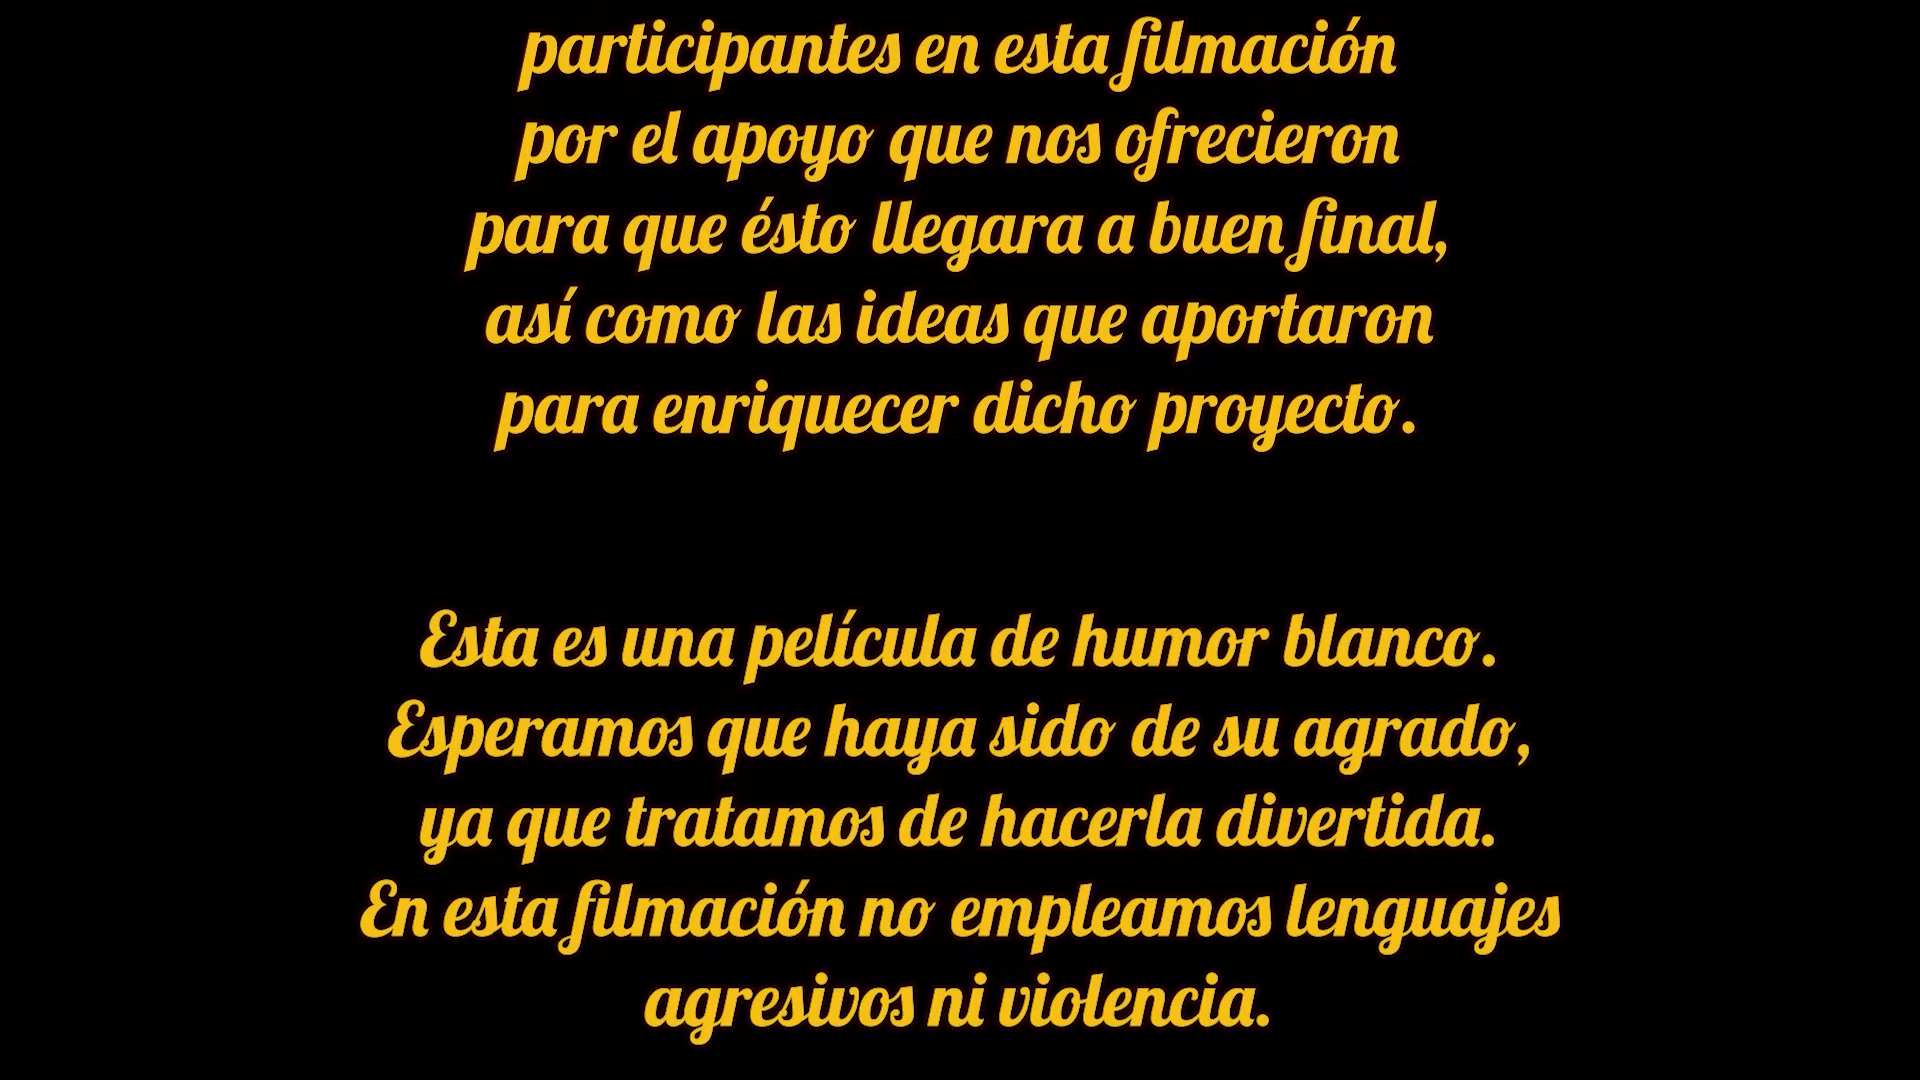 participantes en esta filmación
por el apoyo que nos ofrecieron
para que ésto llegara a buen final,
así como las ideas que aportaron
para enriquecer dicho proyecto.
Esta es una película de humor blanco.
Esperamos que haya sido de su agrado,
ya que tratamos de hacerla divertida.
En esta filmación no empleamos lenguajes
agresivos ni violencia.